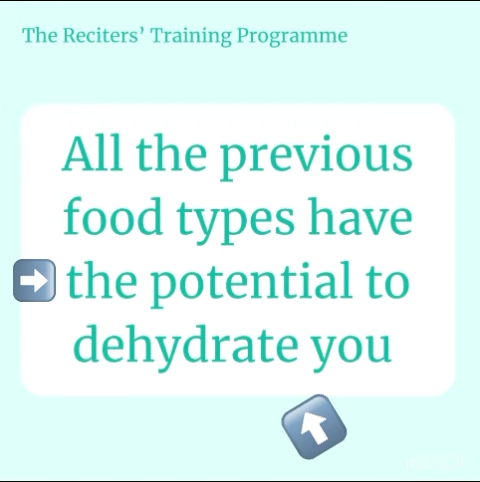 The Reciters’ Training Programme
All the previous
food types have
the potential to
dehydrate you